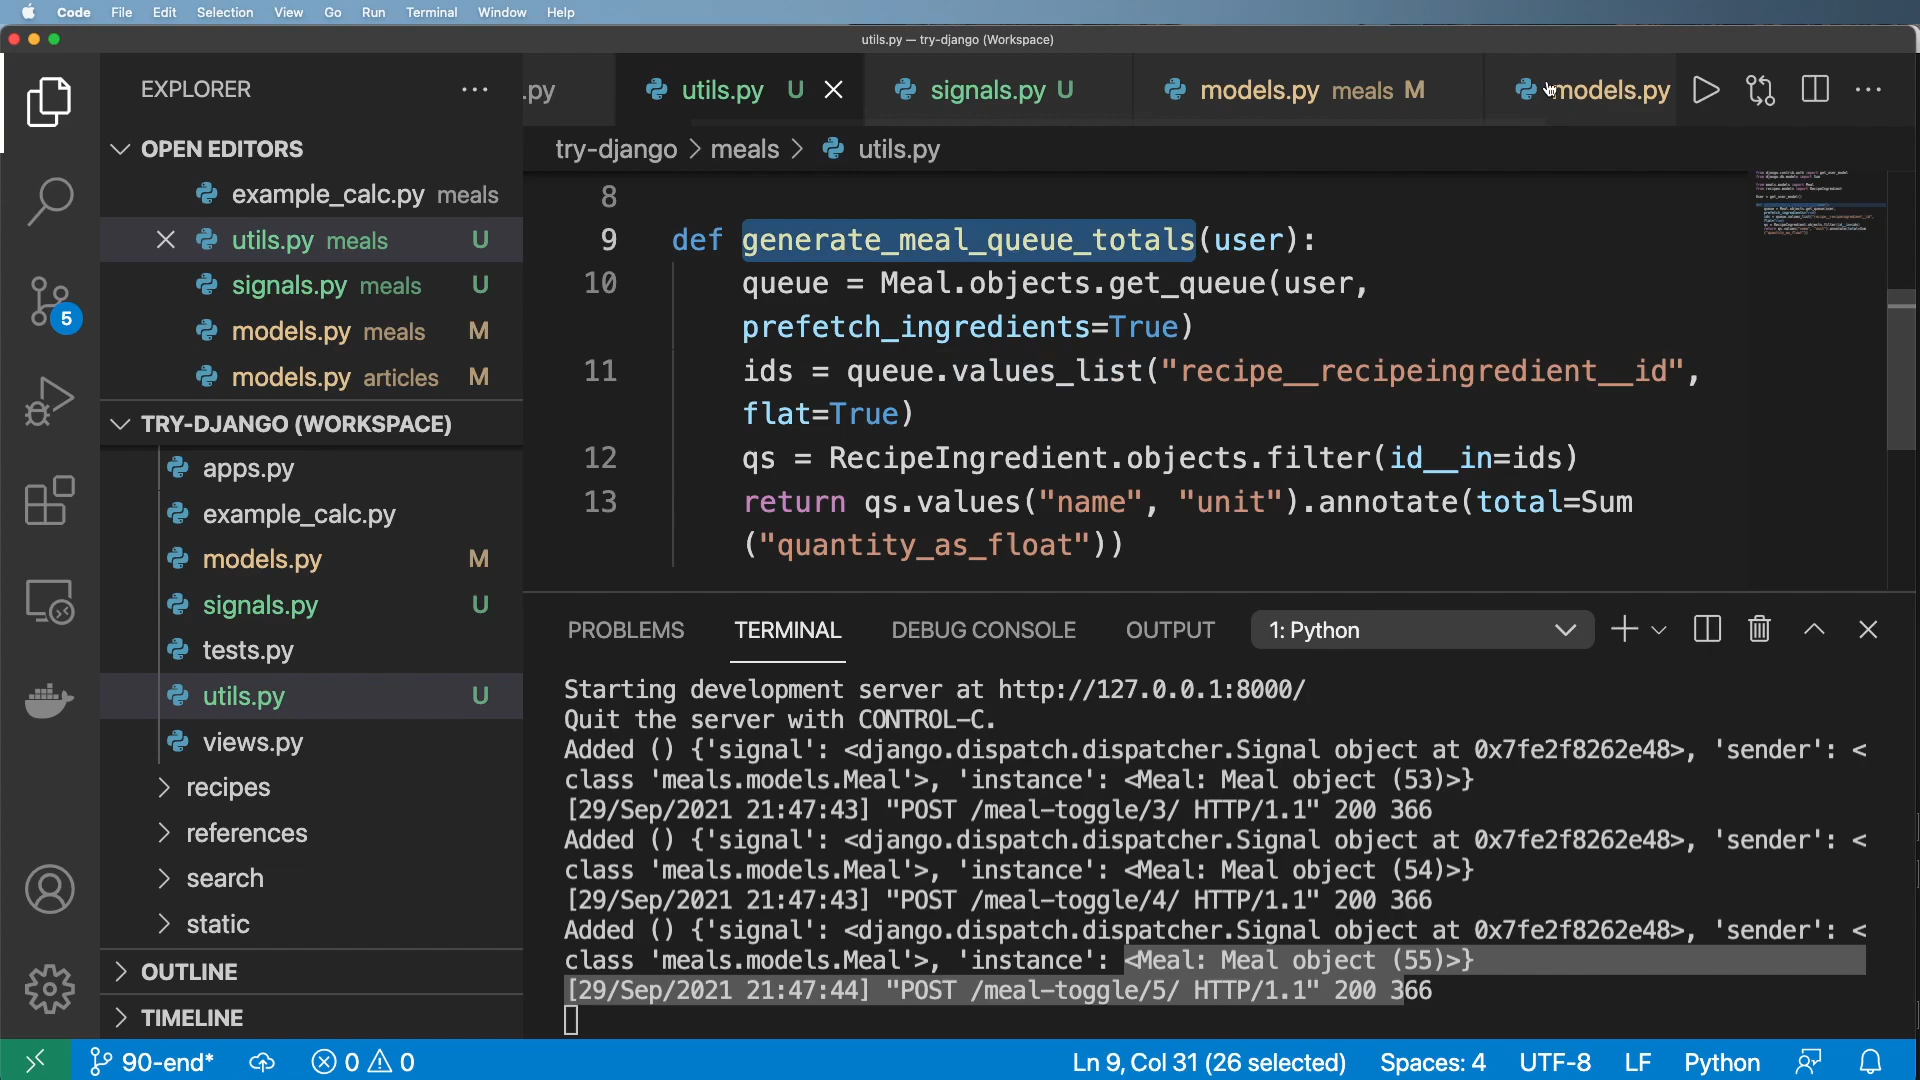 Code File Edit Selection View Go Run Terminal Window Help
utils.py — try-django (Workspace)
EXPLORER
.py
utils.py U
signals.py U
models.py meals M
models.py
OPEN EDITORS
example_calc.py meals
utils.py meals U
signals.py meals U
models.py meals M
models.py articles M
TRY-DJANGO (WORKSPACE)
apps.py
example_calc.py
models.py M
signals.py U
tests.py
utils.py U
views.py
recipes
references
search
static
OUTLINE
TIMELINE
5
try-django > meals > utils.py
8
9 def generate_meal_queue_totals(user):
10 queue = Meal.objects.get_queue(user,
prefetch_ingredients=True)
11 ids = queue.values_list("recipe__recipeingredient__id",
flat=True)
12 qs = RecipeIngredient.objects.filter(id__in=ids)
13 return qs.values("name", "unit").annotate(total=Sum
("quantity_as_float"))
PROBLEMS TERMINAL DEBUG CONSOLE OUTPUT 1: Python
Starting development server at http://127.0.0.1:8000/
Quit the server with CONTROL-C.
Added () {'signal': <django.dispatch.dispatcher.Signal object at 0x7fe2f8262e48>, 'sender': <
class 'meals.models.Meal'>, 'instance': <Meal: Meal object (53)>}
[29/Sep/2021 21:47:43] "POST /meal-toggle/3/ HTTP/1.1" 200 366
Added () {'signal': <django.dispatch.dispatcher.Signal object at 0x7fe2f8262e48>, 'sender': <
class 'meals.models.Meal'>, 'instance': <Meal: Meal object (54)>}
[29/Sep/2021 21:47:43] "POST /meal-toggle/4/ HTTP/1.1" 200 366
Added () {'signal': <django.dispatch.dispatcher.Signal object at 0x7fe2f8262e48>, 'sender': <
class 'meals.models.Meal'>, 'instance': <Meal: Meal object (55)>}
[29/Sep/2021 21:47:44] "POST /meal-toggle/5/ HTTP/1.1" 200 366
90-end* 0 0 Ln 9, Col 31 (26 selected) Spaces: 4 UTF-8 LF Python